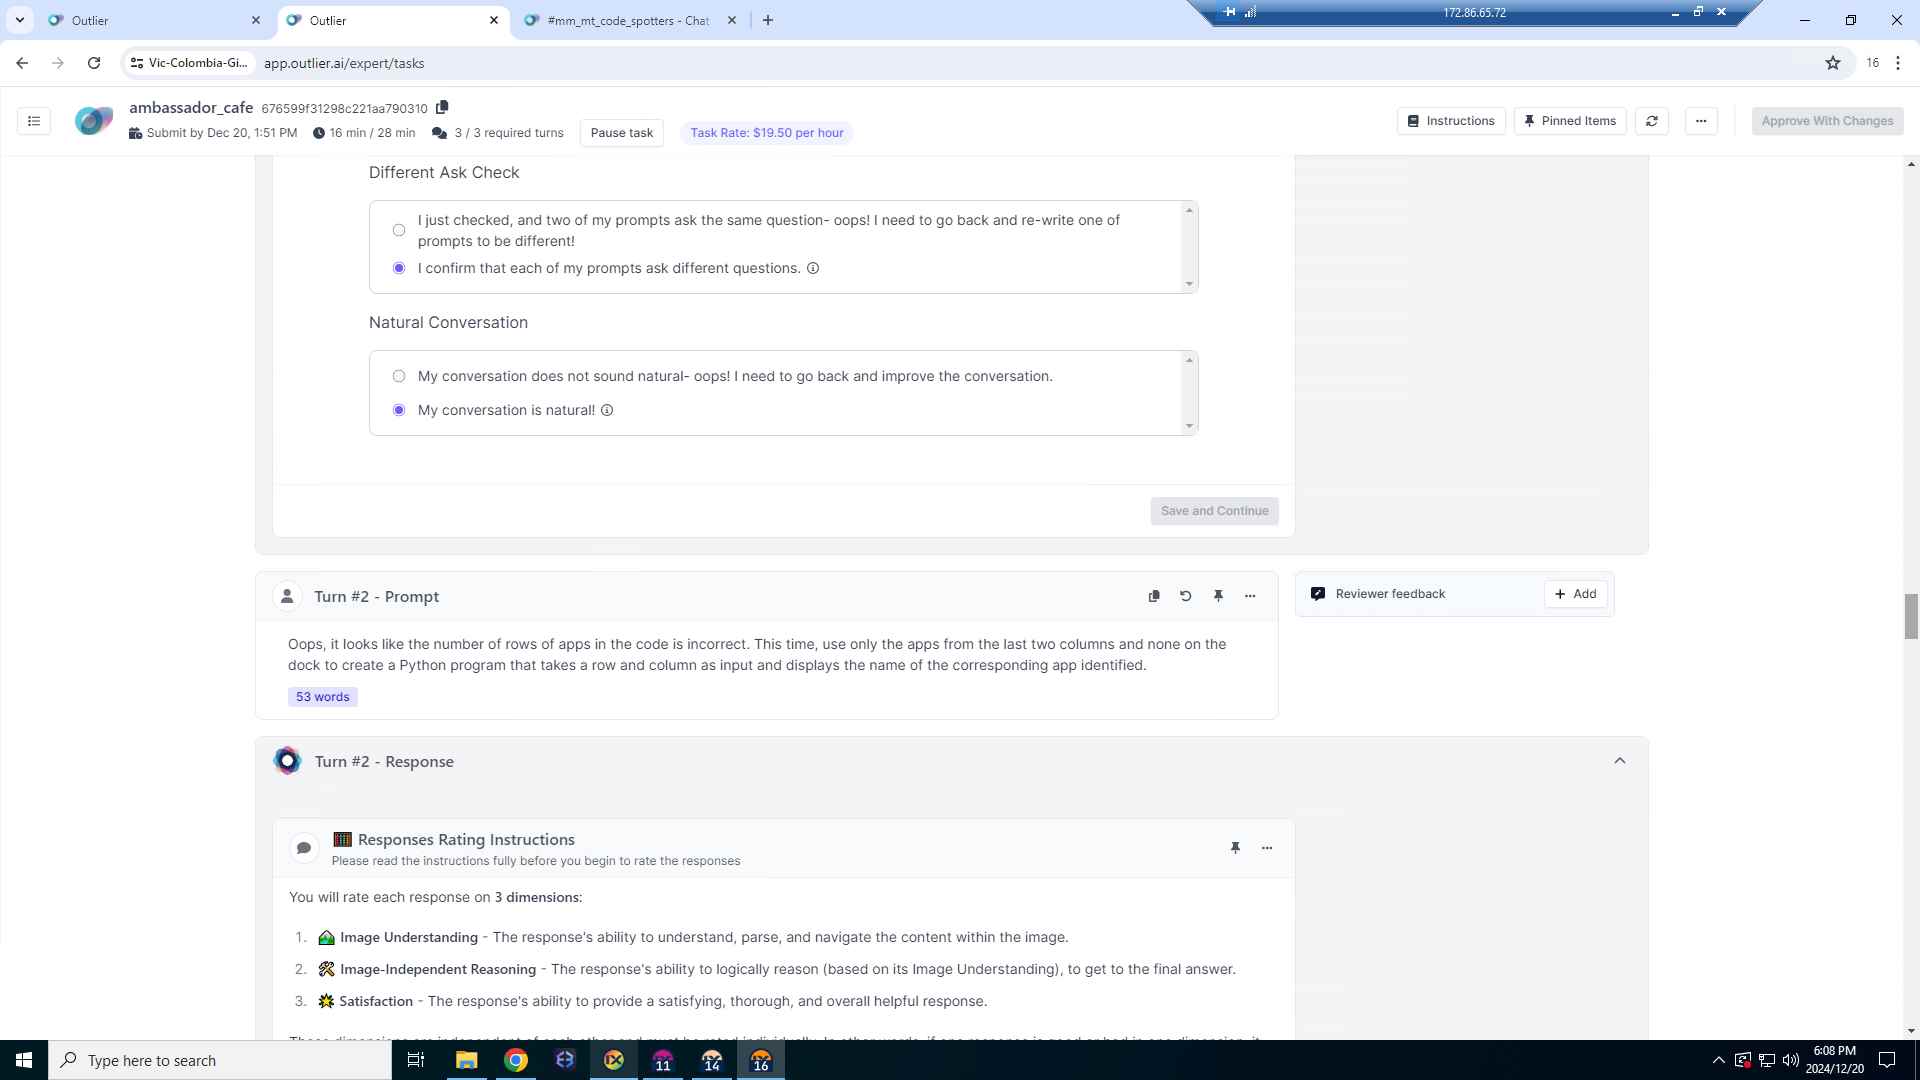 Outlier
Outlier
#mm_mt_code_spotters - Chat
172.86.65.72
Vic-Colombia-Gi...
app.outlier.ai/expert/tasks
16
ambassador_cafe 676599f31298c221aa790310
Submit by Dec 20, 1:51 PM
16 min / 28 min
3 / 3 required turns
Pause task
Task Rate: $19.50 per hour
Instructions
Pinned Items
Approve With Changes
Different Ask Check
I just checked, and two of my prompts ask the same question- oops! I need to go back and re-write one of
prompts to be different!
I confirm that each of my prompts ask different questions.
Natural Conversation
My conversation does not sound natural- oops! I need to go back and improve the conversation.
My conversation is natural!
Save and Continue
Turn #2 - Prompt
Reviewer feedback
Add
Oops, it looks like the number of rows of apps in the code is incorrect. This time, use only the apps from the last two columns and none on the
dock to create a Python program that takes a row and column as input and displays the name of the corresponding app identified.
53 words
Turn #2 - Response
Responses Rating Instructions
Please read the instructions fully before you begin to rate the responses
You will rate each response on 3 dimensions:
1. Image Understanding - The response's ability to understand, parse, and navigate the content within the image.
2. Image-Independent Reasoning - The response's ability to logically reason (based on its Image Understanding), to get to the final answer.
3. Satisfaction - The response's ability to provide a satisfying, thorough, and overall helpful response.
Type here to search
11
14
16
6:08 PM
2024/12/20